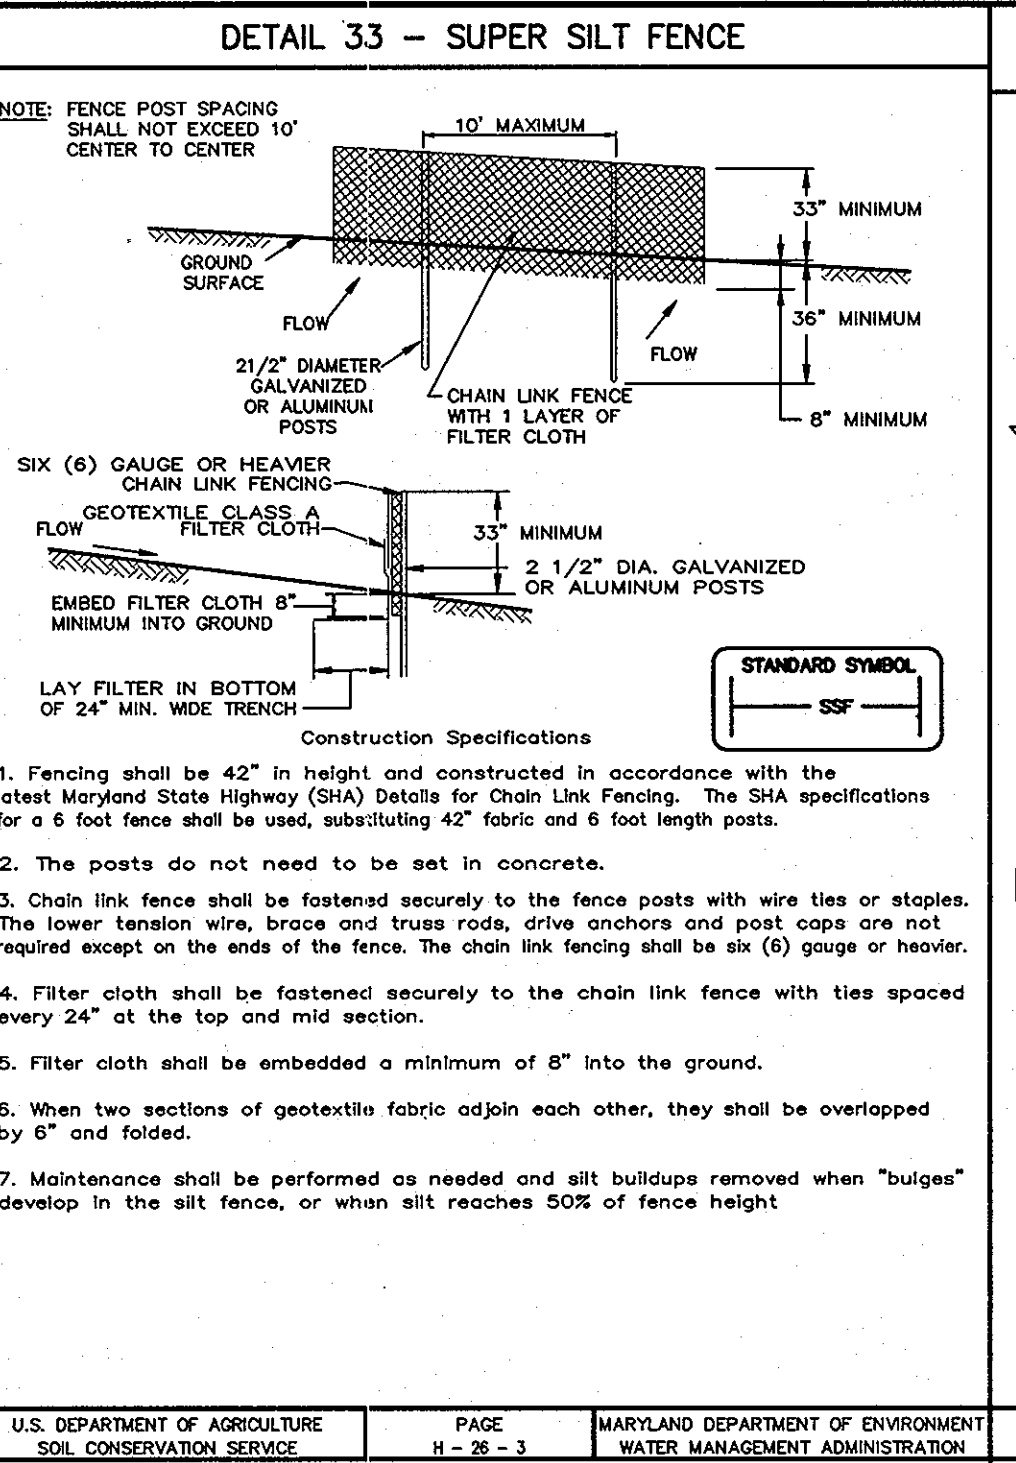 DETAIL 33 – SUPER SILT FENCE
NOTE: FENCE POST SPACING
SHALL NOT EXCEED 10'
CENTER TO CENTER
10' MAXIMUM
33" MINIMUM
GROUND
SURFACE
FLOW
FLOW
36" MINIMUM
21/2" DIAMETER
GALVANIZED
OR ALUMINUM
POSTS
CHAIN LINK FENCE
WITH 1 LAYER OF
FILTER CLOTH
8" MINIMUM
SIX (6) GAUGE OR HEAVIER
CHAIN LINK FENCING
GEOTEXTILE CLASS A
FILTER CLOTH
FLOW
33" MINIMUM
2 1/2" DIA. GALVANIZED
OR ALUMINUM POSTS
EMBED FILTER CLOTH 8"
MINIMUM INTO GROUND
LAY FILTER IN BOTTOM
OF 24" MIN. WIDE TRENCH
STANDARD SYMBOL
SSF
Construction Specifications
1. Fencing shall be 42" in height and constructed in accordance with the
atest Maryland State Highway (SHA) Details for Chain Link Fencing. The SHA specifications
for a 6 foot fence shall be used, substituting 42" fabric and 6 foot length posts.
2. The posts do not need to be set in concrete.
3. Chain link fence shall be fastened securely to the fence posts with wire ties or staples.
The lower tension wire, brace and truss rods, drive anchors and post caps are not
required except on the ends of the fence. The chain link fencing shall be six (6) gauge or heavier.
4. Filter cloth shall be fastened securely to the chain link fence with ties spaced
every 24" at the top and mid section.
5. Filter cloth shall be embedded a minimum of 8" into the ground.
6. When two sections of geotextile fabric adjoin each other, they shall be overlapped
by 6" and folded.
7. Maintenance shall be performed as needed and silt buildups removed when "bulges"
develop in the silt fence, or when silt reaches 50% of fence height
U.S. DEPARTMENT OF AGRICULTURE
SOIL CONSERVATION SERVICE
PAGE
H – 26 – 3
MARYLAND DEPARTMENT OF ENVIRONMENT
WATER MANAGEMENT ADMINISTRATION